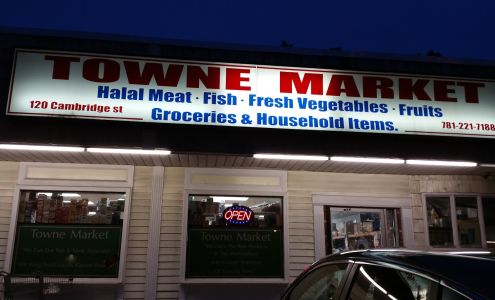 TOWNE MARKET
Halal Meat · Fish · Fresh Vegetables · Fruits
120 Cambridge st
Groceries & Household Items.
781-221-7188
OPEN
Towne Market
Towne Market